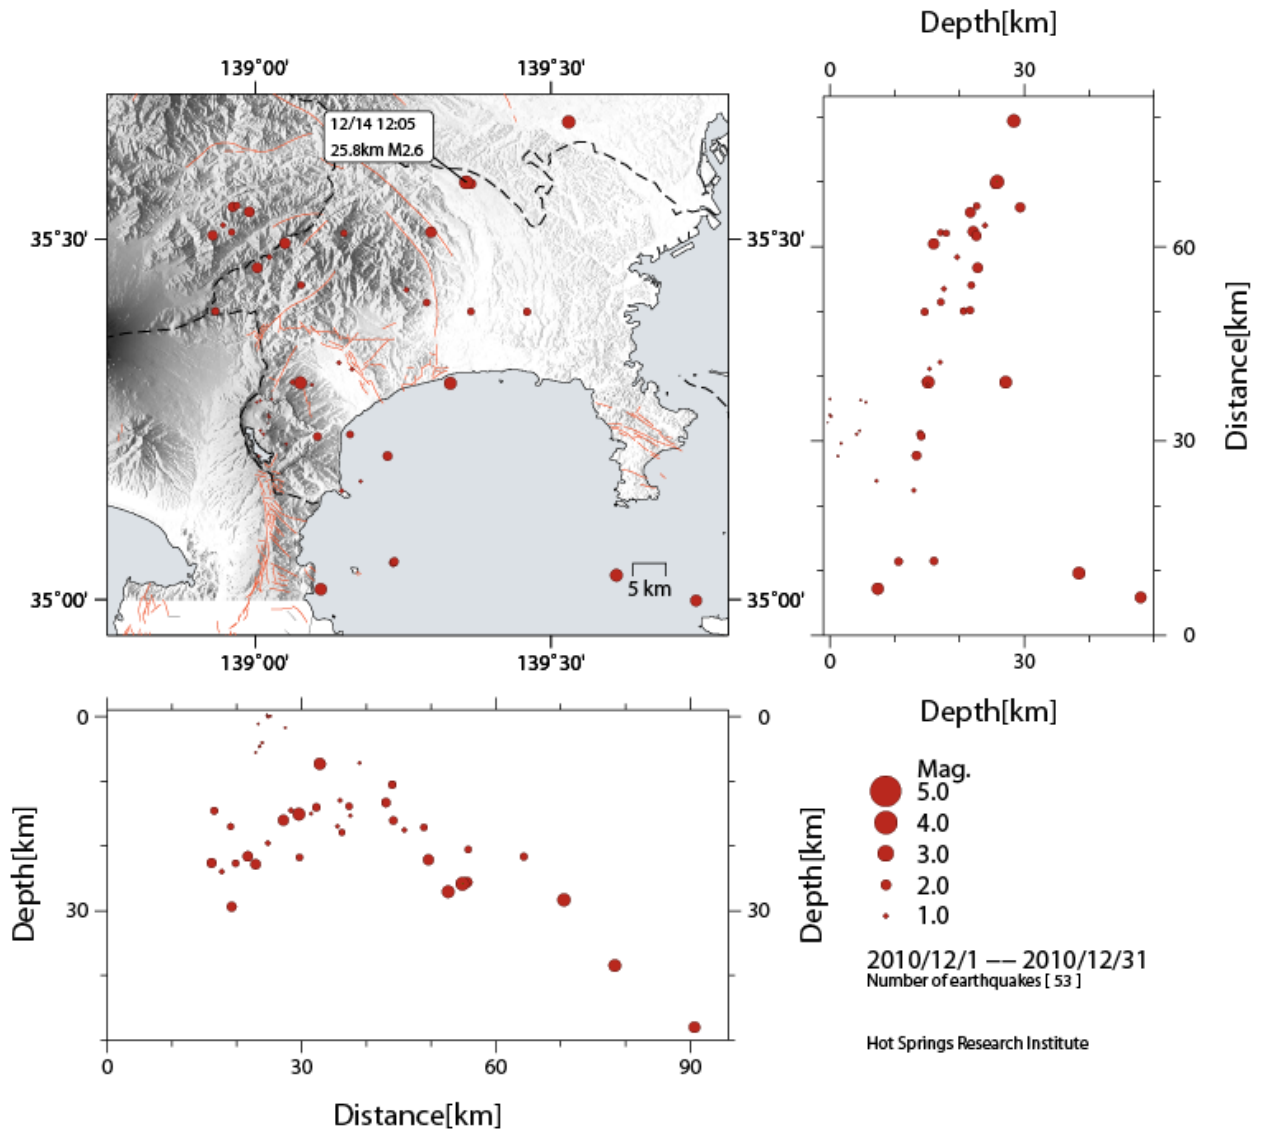 Depth[km]
0
30
139°00'
139°30'
12/14 12:05
25.8km M2.6
35°30'
35°30'
60
30
0
Distance[km]
5 km
35°00'
35°00'
139°00'
139°30'
0
30
Depth[km]
0
30
Depth[km]
0
30
Depth[km]
0
30
60
90
Distance[km]
Mag.
5.0
4.0
3.0
2.0
1.0
2010/12/1 −− 2010/12/31
Number of earthquakes [ 53 ]
Hot Springs Research Institute